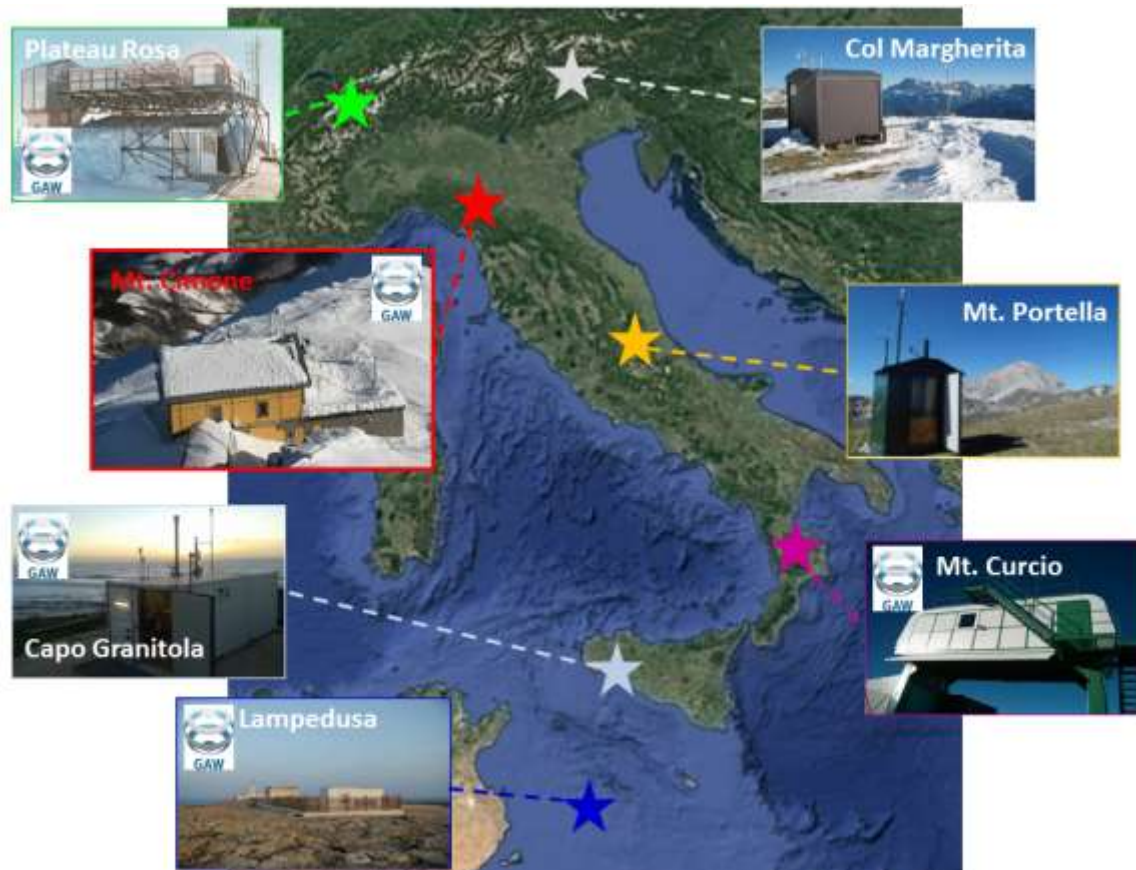 Plateau Rosa
GAW
Col Margherita
Mt. Cimone
GAW
Mt. Portella
GAW
Capo Granitola
GAW
Mt. Curcio
Lampedusa
GAW